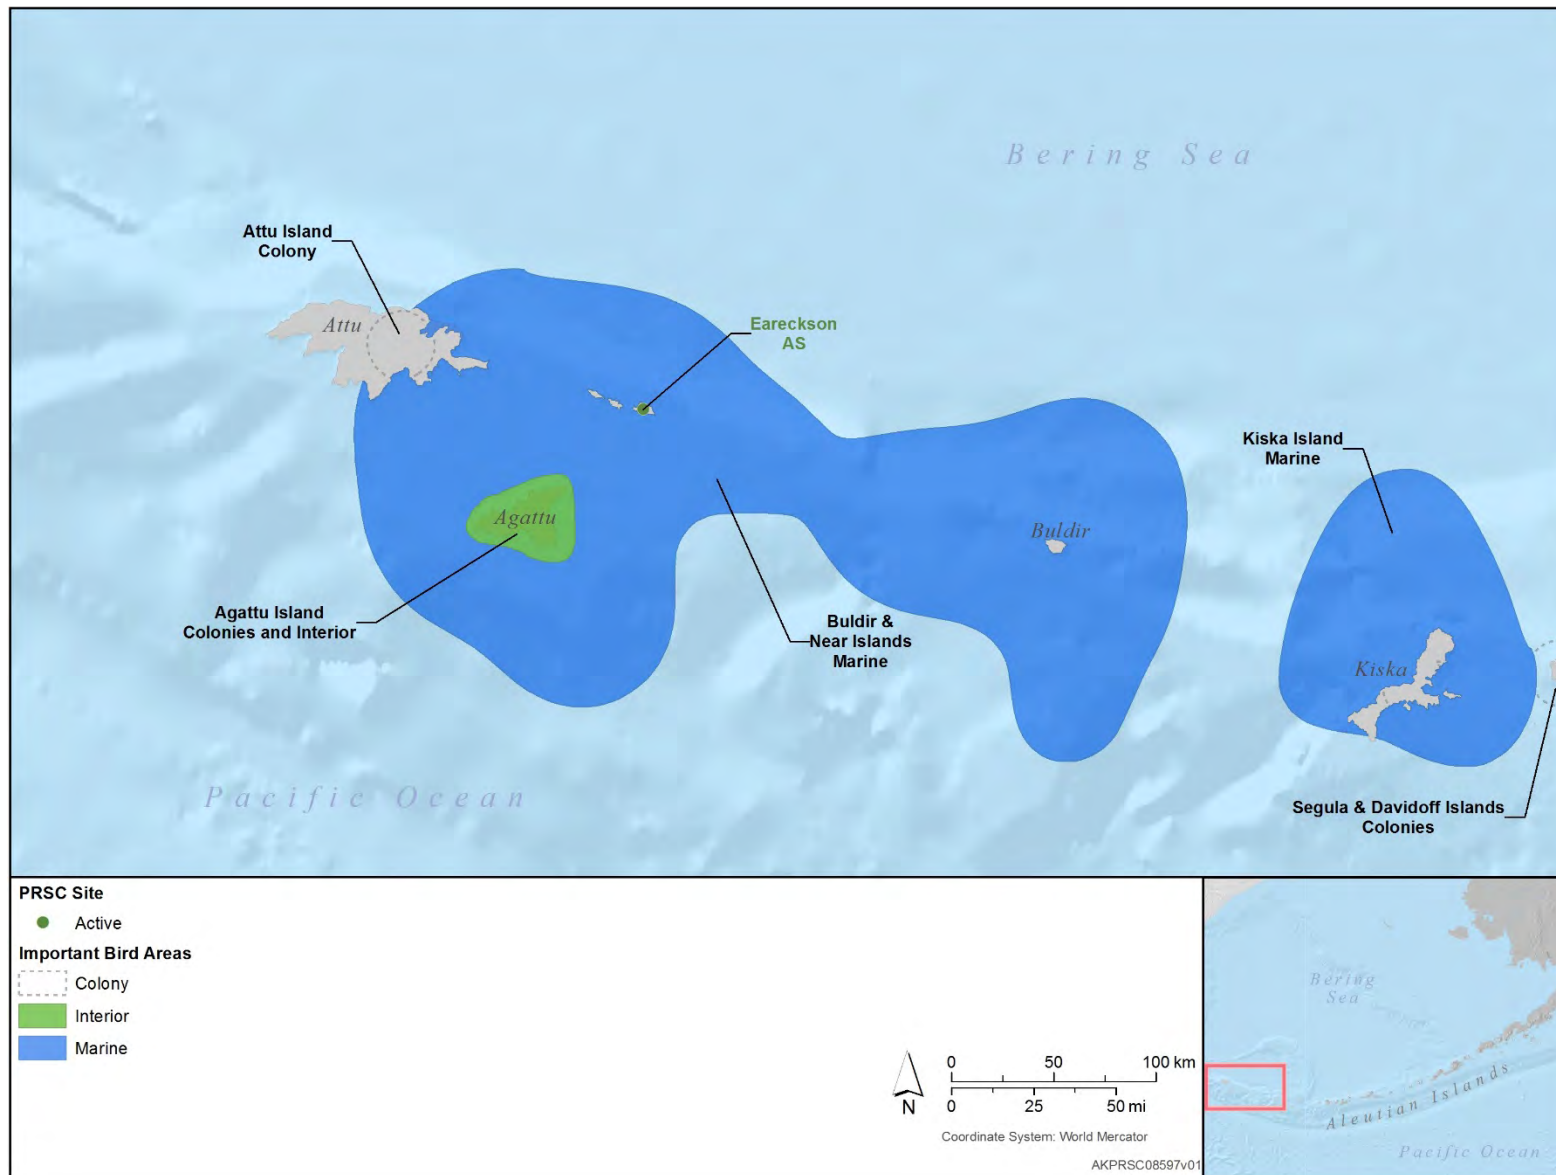 Bering Sea
Attu Island
Colony
Attu
Eareckson
AS
Kiska Island
Marine
Agattu
Buldir
Agattu Island
Colonies and Interior
Buldir &
Near Islands
Marine
Kiska
Pacific Ocean
Segula & Davidoff Islands
Colonies
PRSC Site
Active
Important Bird Areas
Colony
Interior
Marine
0 50 100 km
0 25 50 mi
N
Coordinate System: World Mercator
AKPRSC08597v01
Bering
Sea
Aleutian Islands
Pacific Ocean